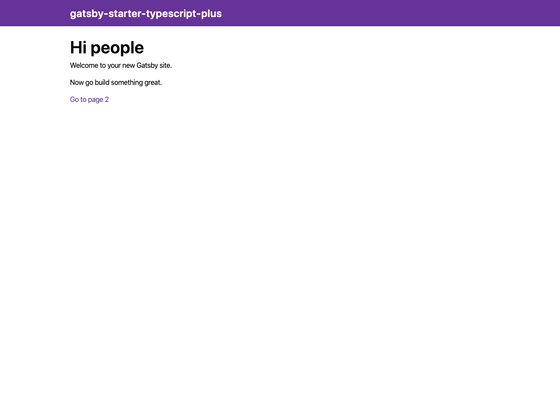 gatsby-starter-typescript-plus
Hi people
Welcome to your new Gatsby site.
Now go build something great.
Go to page 2